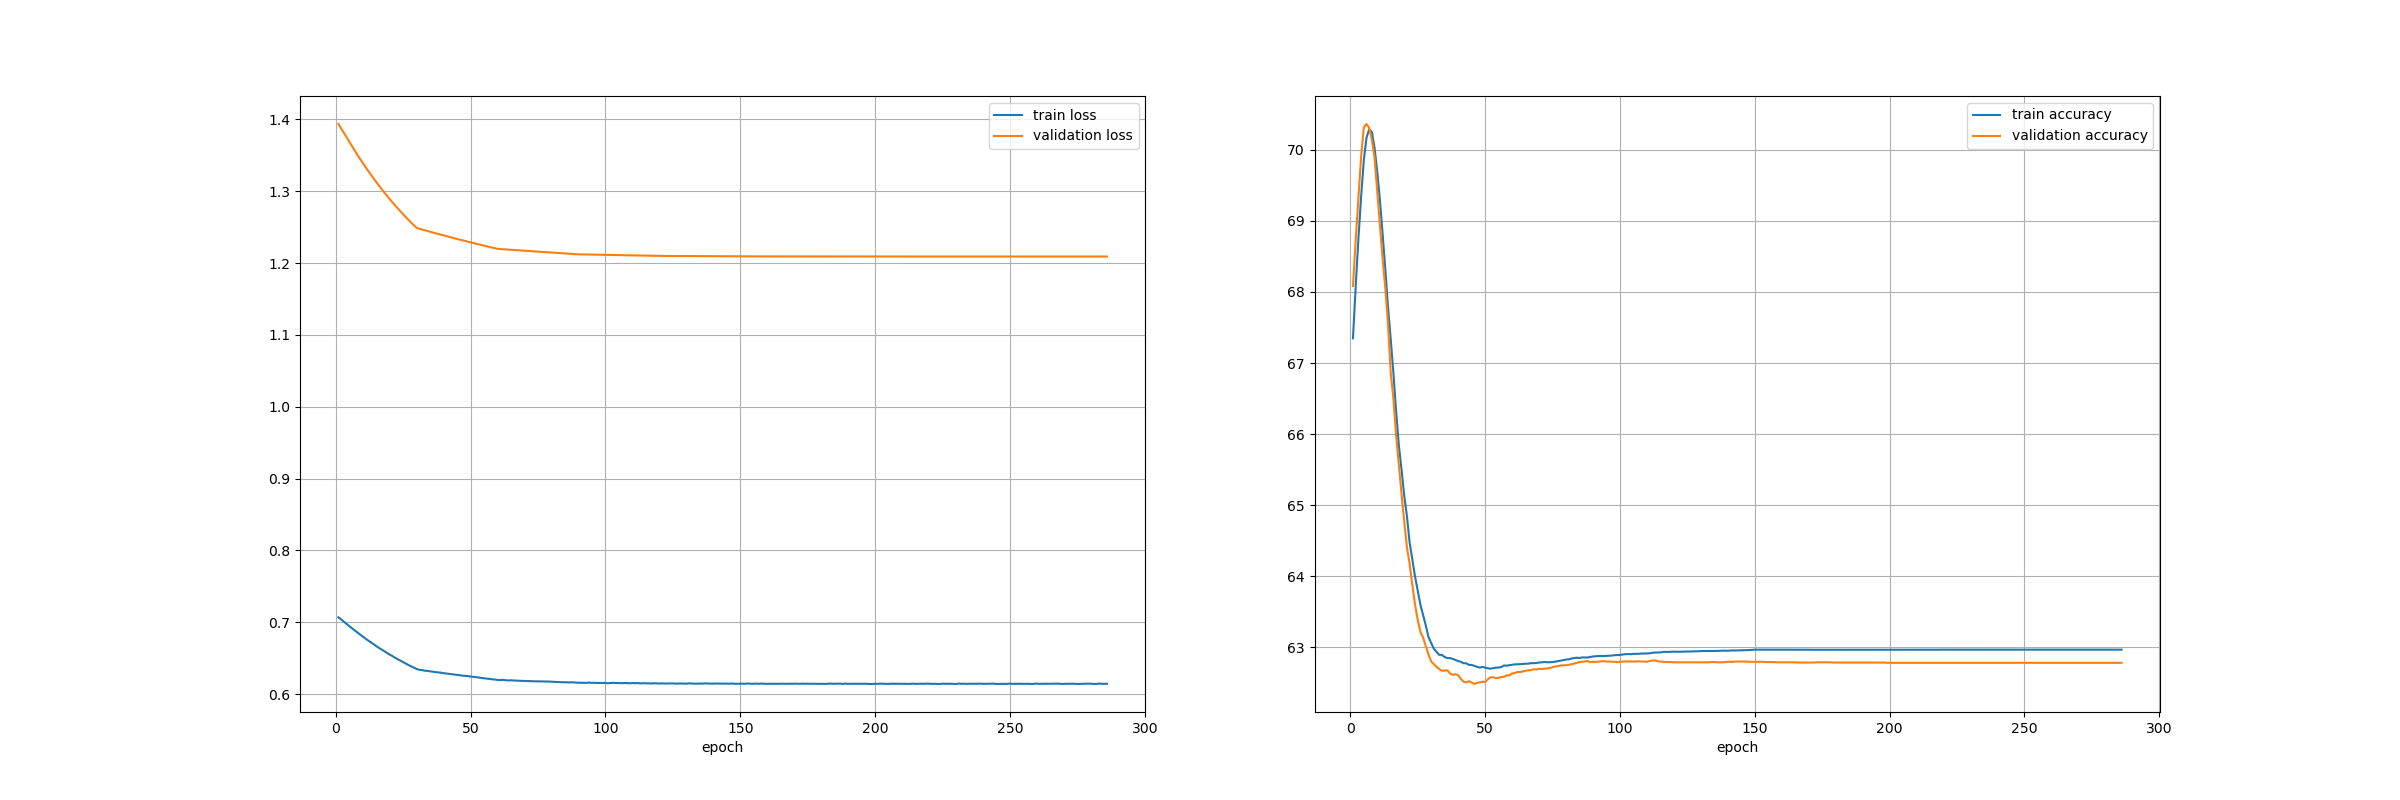 train loss
validation loss
1.4
1.3
1.2
1.1
1.0
0.9
0.8
0.7
0.6
0 50 100 150 200 250 300
epoch
train accuracy
validation accuracy
70
69
68
67
66
65
64
63
0 50 100 150 200 250 300
epoch